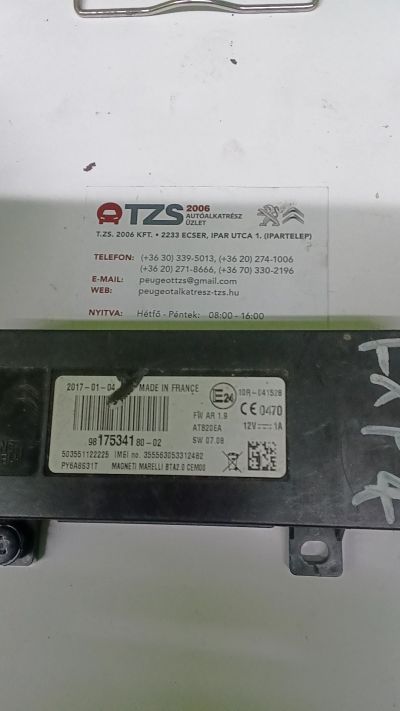 TZS 2006
AUTÓALKATRÉSZ
ÜZLET
T.ZS. 2006 KFT. • 2233 ECSER, IPAR UTCA 1. (IPARTELEP)
TELEFON: (+36 30) 339-5013, (+36 20) 274-1006
(+36 20) 271-8666, (+36 70) 330-2196
E-MAIL: peugeottzs@gmail.com
WEB: peugeotalkatresz-tzs.hu
NYITVA: Hétfő - Péntek: 08:00 - 16:00
2017-01-04 MADE IN FRANCE
E24 10R-041528
FW AR 1.9 CE 0470
AT820EA 12V 1A
98 175341 80-02 SW 07.08
503551122225 IMEI no. 355563053312482
PY6A8631T MAGNETI MARELLI BTA2.0 CEM00